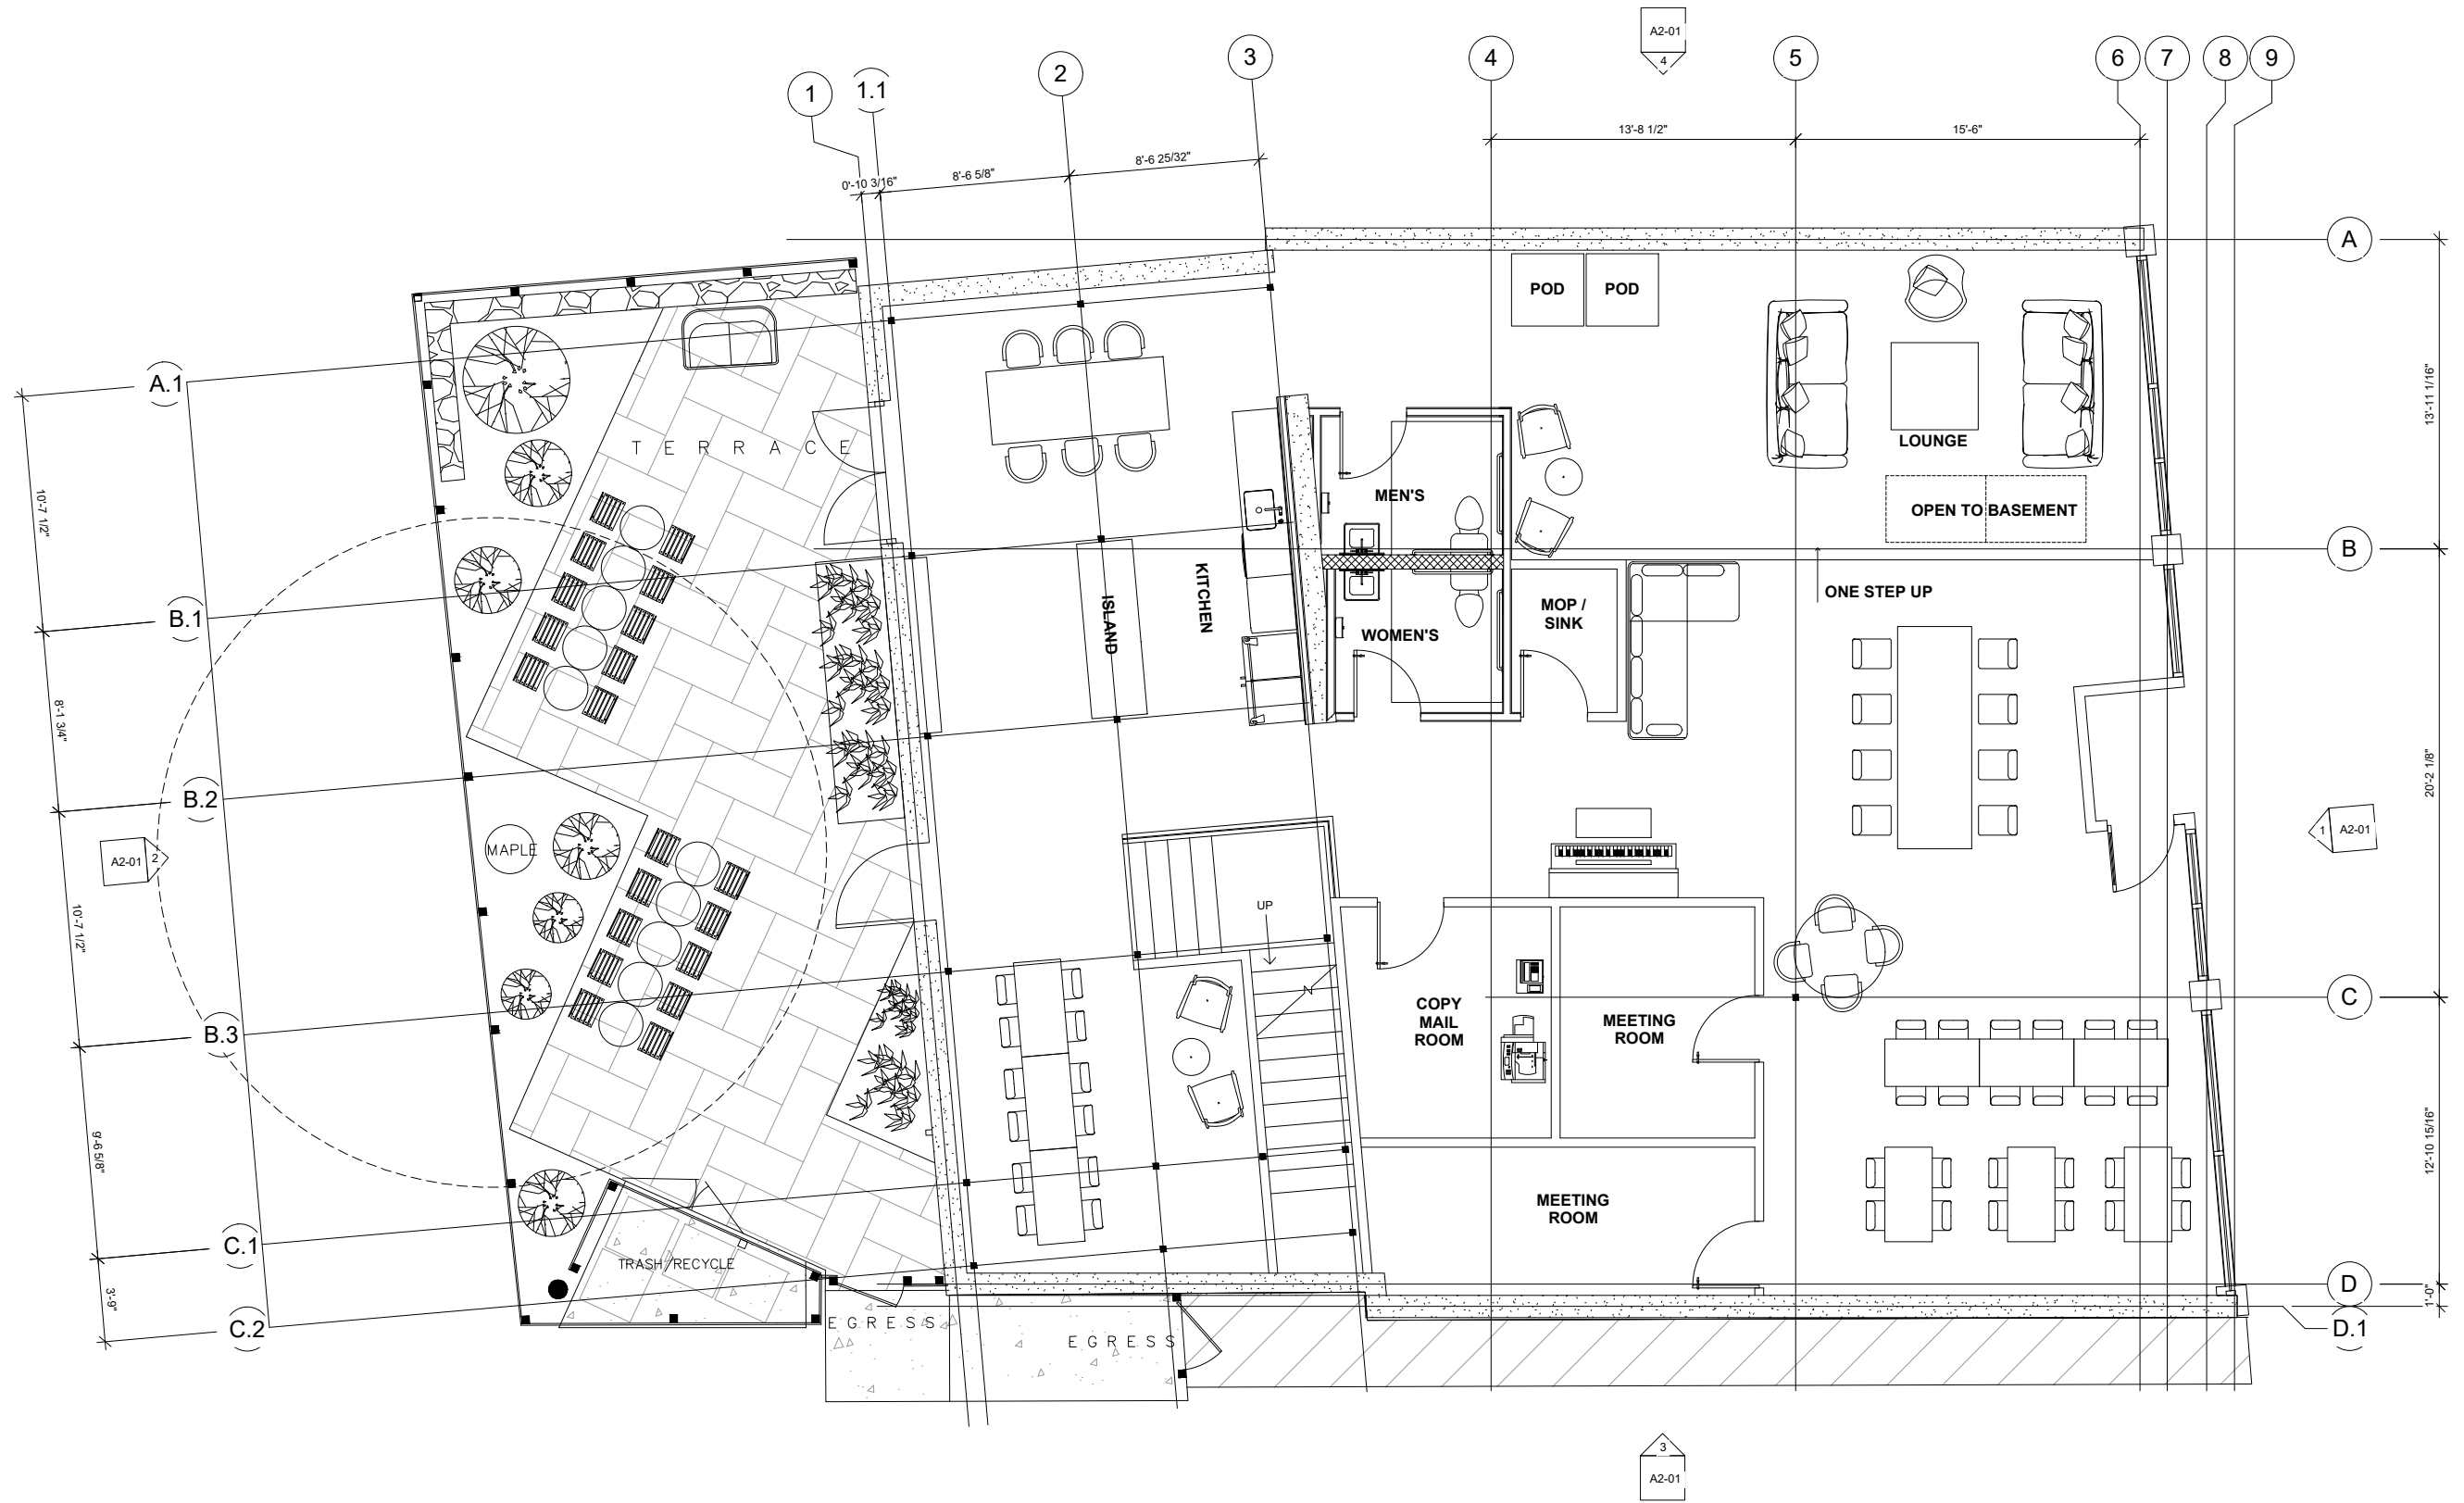 A2-01
4
1
1.1
2
3
4
5
6
7
8
9
13'-8 1/2"
15'-6"
0'-10 3/16"
8'-6 5/8"
8'-6 25/32"
A
B
C
D
D.1
13'-11 1/16"
20'-2 1/8"
12'-10 15/16"
1'-0"
A.1
B.1
B.2
B.3
C.1
C.2
10'-7 1/2"
8'-1 3/4"
10'-7 1/2"
9'-6 5/8"
3'-9"
POD
POD
LOUNGE
OPEN TO BASEMENT
TERRACE
MEN'S
WOMEN'S
KITCHEN
ISLAND
MOP /
SINK
ONE STEP UP
MAPLE
A2-01
2
1
A2-01
UP
COPY
MAIL
ROOM
MEETING
ROOM
MEETING
ROOM
TRASH/RECYCLE
EGRESS
EGRESS
3
A2-01